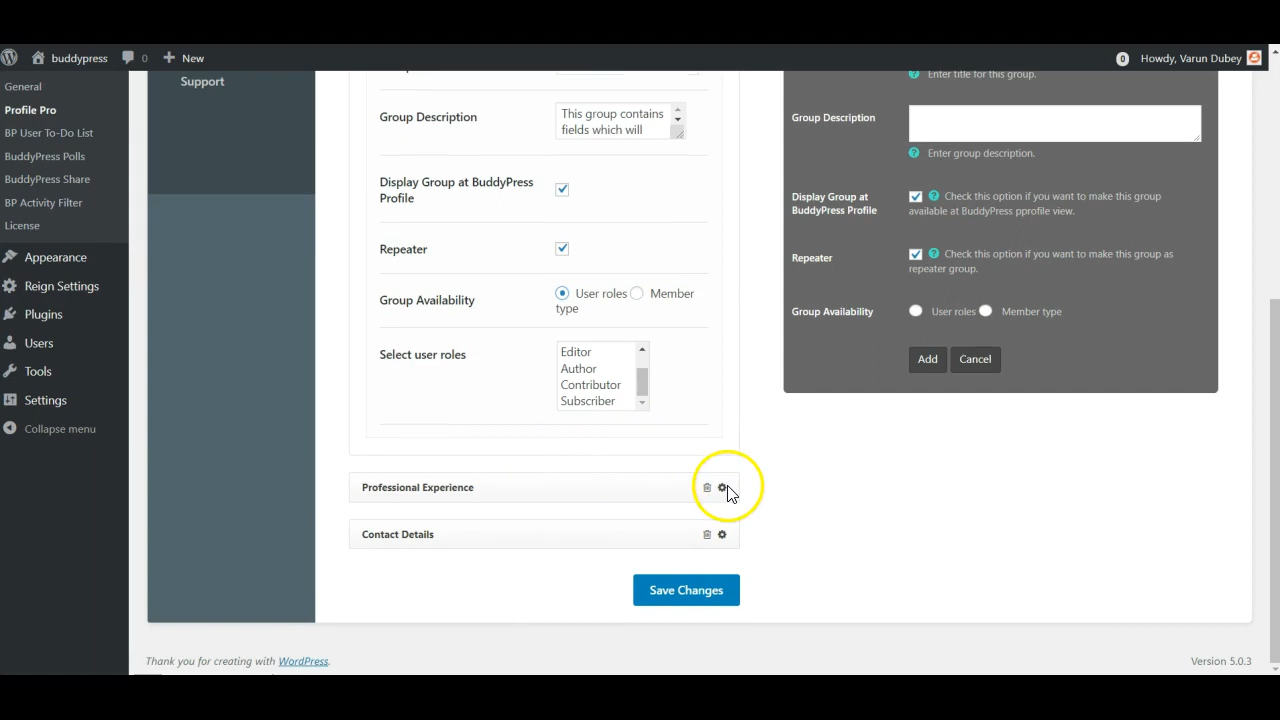 buddypress
0
New
0
Howdy, Varun Dubey
General
Profile Pro
BP User To-Do List
BuddyPress Polls
BuddyPress Share
BP Activity Filter
License
Appearance
Reign Settings
Plugins
Users
Tools
Settings
Collapse menu
Support
Group Description
This group contains
fields which will
Display Group at BuddyPress
Profile
Repeater
Group Availability
User roles Member
type
Select user roles
Editor
Author
Contributor
Subscriber
Professional Experience
Contact Details
Save Changes
Enter title for this group.
Group Description
Enter group description.
Display Group at
BuddyPress Profile
Check this option if you want to make this group
available at BuddyPress pprofile view.
Repeater
Check this option if you want to make this group as
repeater group.
Group Availability
User roles Member type
Add Cancel
Thank you for creating with WordPress.
Version 5.0.3